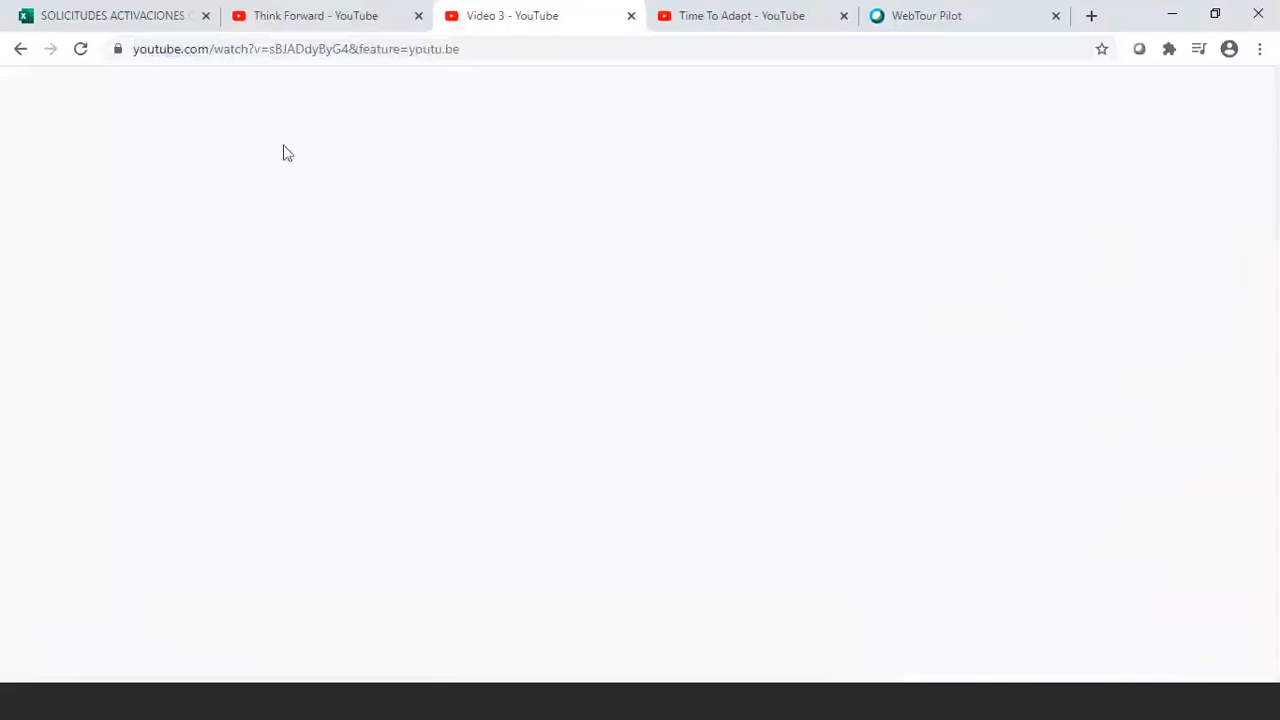 SOLICITUDES ACTIVACIONES
Think Forward - YouTube
Video 3 - YouTube
Time To Adapt - YouTube
WebTour Pilot
youtube.com/watch?v=sBJADdyByG4&feature=youtu.be